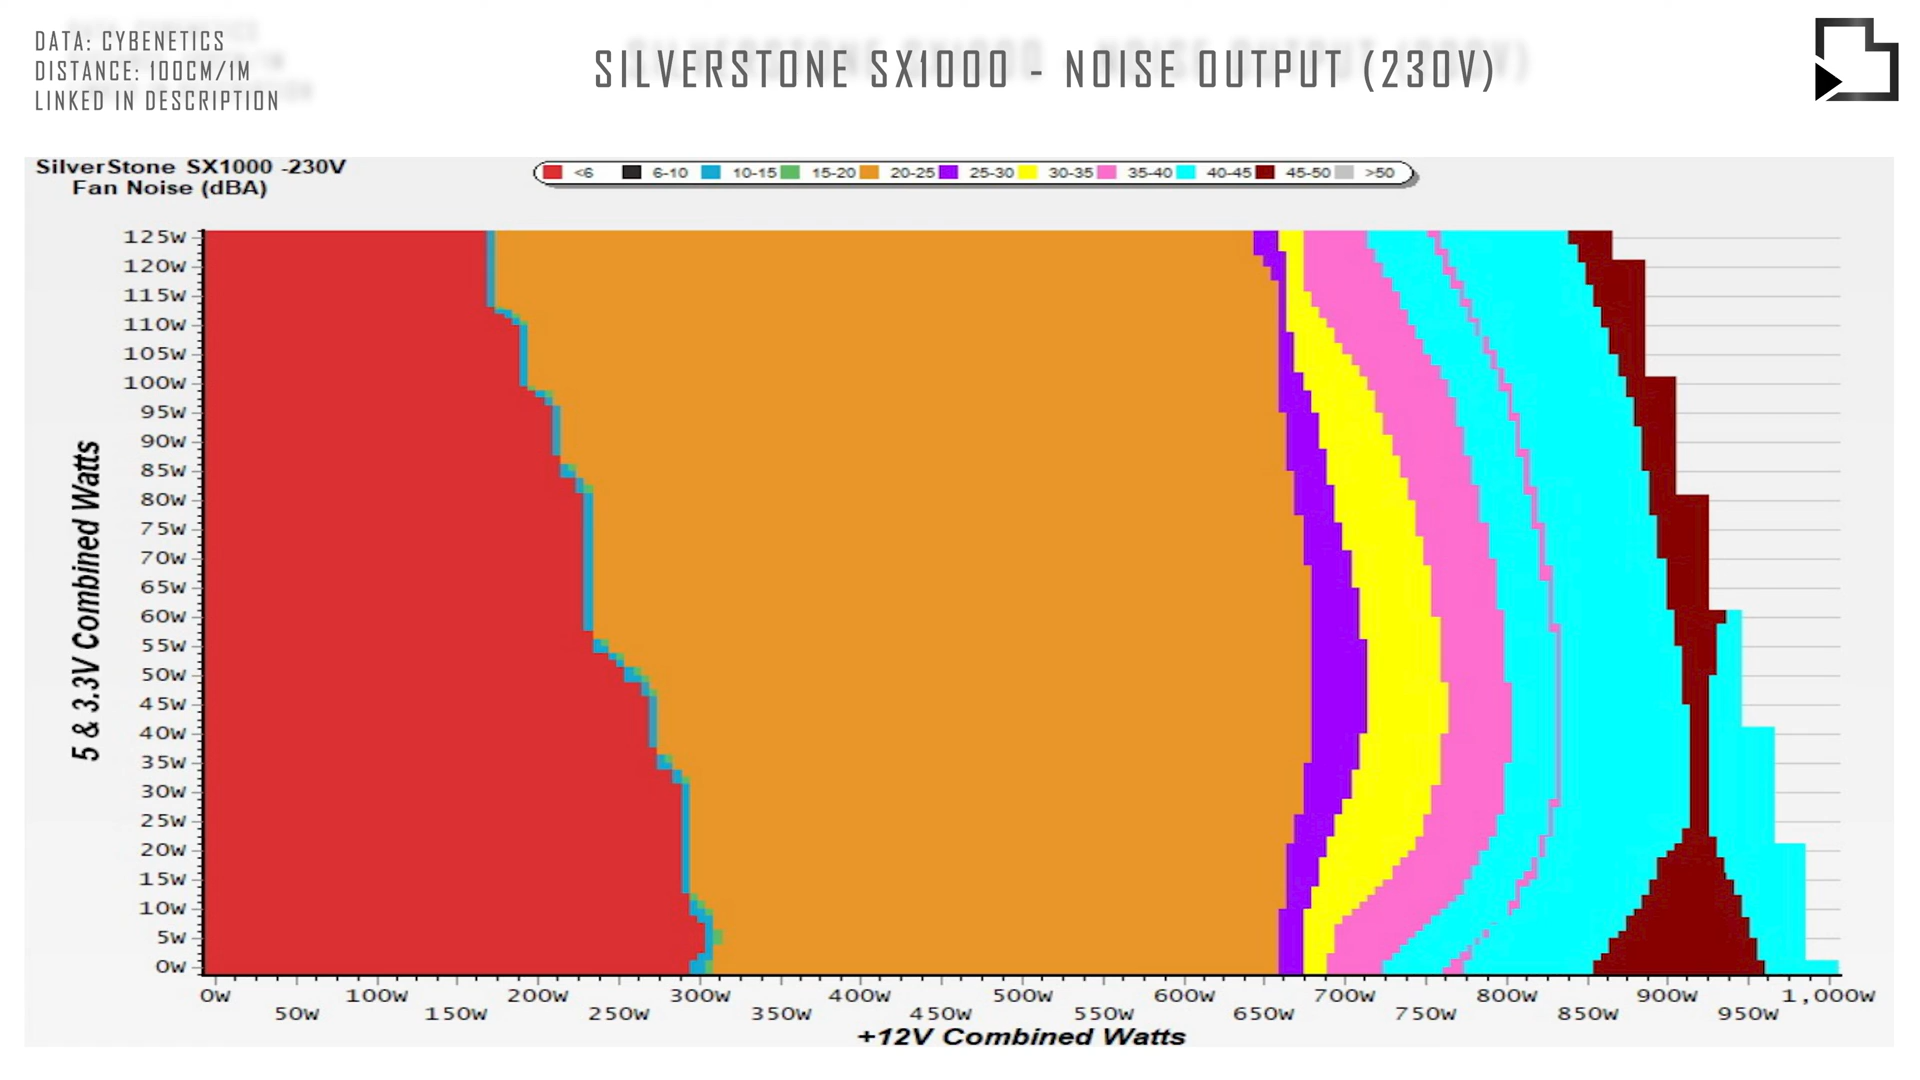 DATA: CYBENETICS
DISTANCE: 100CM/1M
LINKED IN DESCRIPTION
SILVERSTONE SX1000 - NOISE OUTPUT (230V)
SilverStone SX1000 -230V
Fan Noise (dBA)
<6 6-10 10-15 15-20 20-25 25-30 30-35 35-40 40-45 45-50 >50
125W
120W
115W
110W
105W
100W
95W
90W
85W
80W
75W
70W
65W
60W
55W
50W
45W
40W
35W
30W
25W
20W
15W
10W
5W
0W
5 & 3.3V Combined Watts
0W 100W 200W 300W 400W 500W 600W 700W 800W 900W 1,000W
50W 150W 250W 350W 450W 550W 650W 750W 850W 950W
+12V Combined Watts